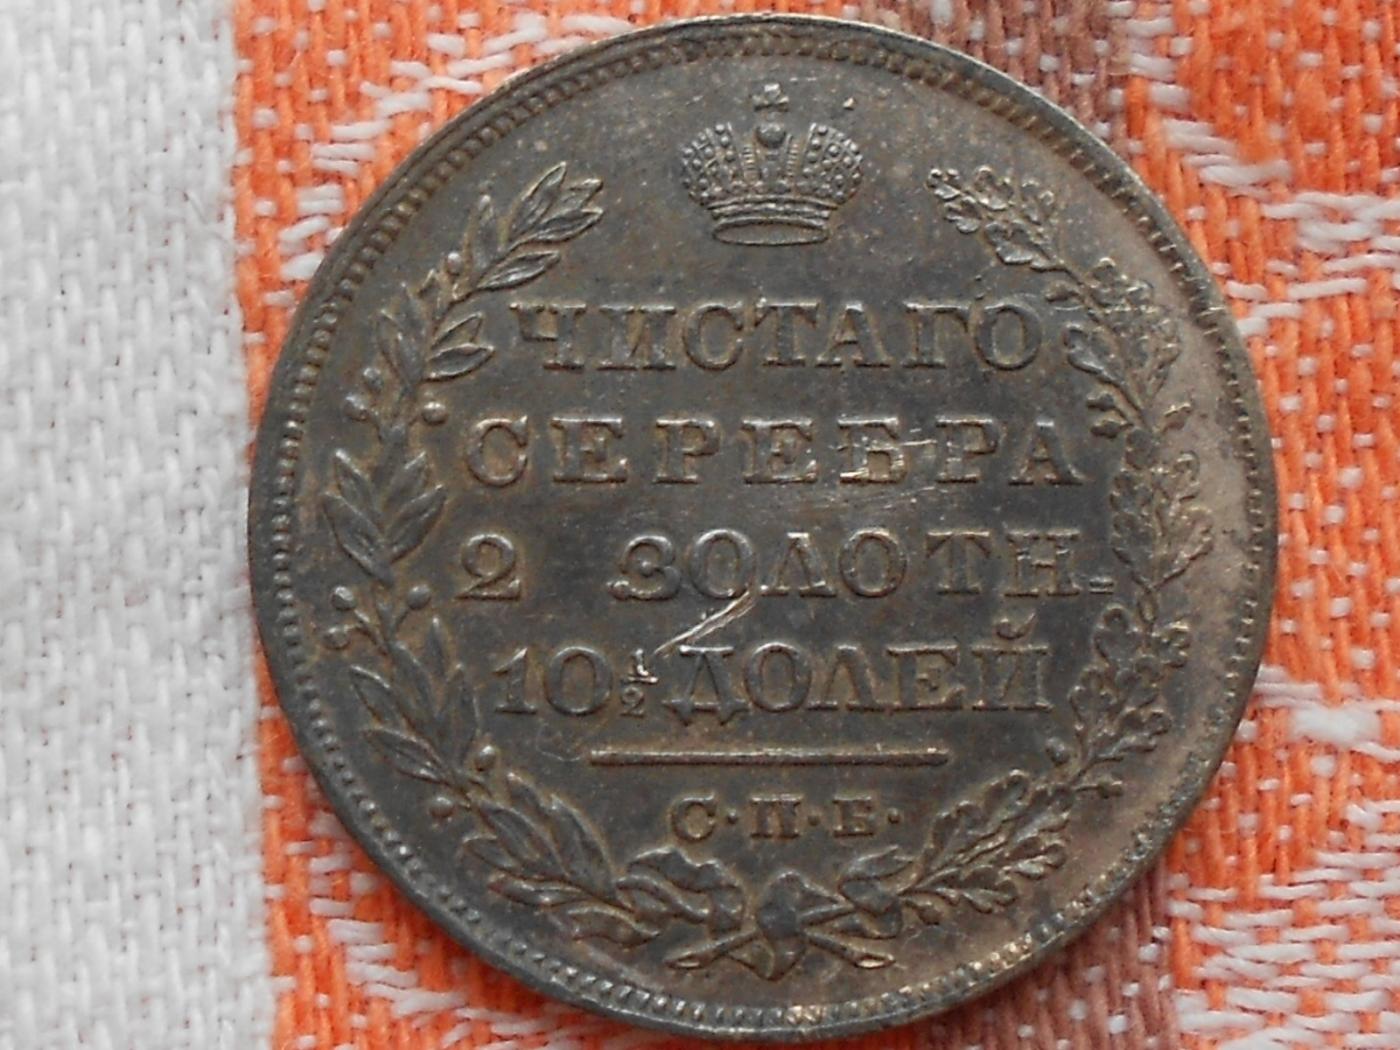 ЧИСТАГО
СЕРЕБРА
2 ЗОЛОТН.
10½ ДОЛЕЙ
С·П·Б·